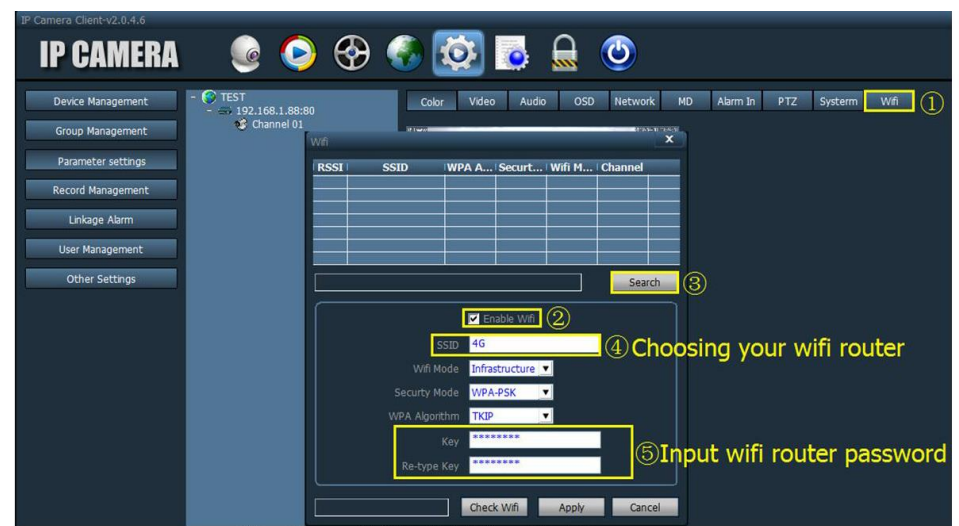 IP Camera Client-v2.0.4.6
IP CAMERA
Device Management
Group Management
Parameter settings
Record Management
Linkage Alarm
User Management
Other Settings
- TEST
- 192.168.1.88:80
Channel 01
Color Video Audio OSD Network MD Alarm In PTZ Systerm Wifi ①
Wifi x
RSSI SSID WPA A... Securt... Wifi M... Channel
Search ③
Enable Wifi ②
SSID 4G ④Choosing your wifi router
Wifi Mode Infrastructure
Securty Mode WPA-PSK
WPA Algorithm TKIP
Key ********
⑤Input wifi router password
Re-type Key ********
Check Wifi Apply Cancel